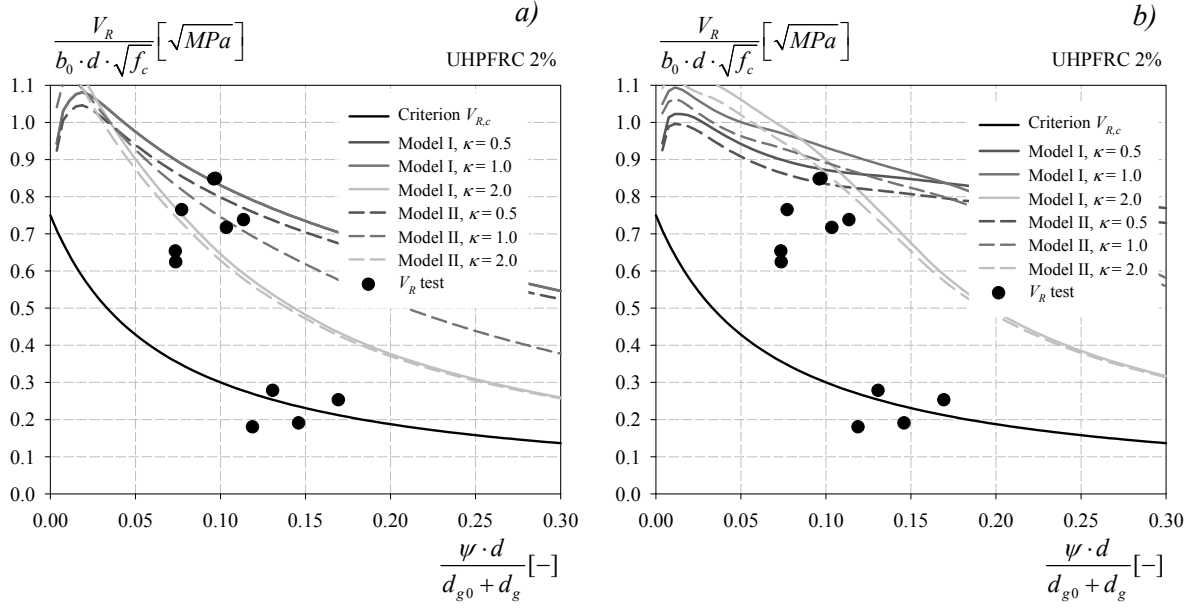 a)
V_R / (b_0 · d · √f_c) [√MPa]
UHPFRC 2%
1.1
1.0
0.9
0.8
0.7
0.6
0.5
0.4
0.3
0.2
0.1
0.0
Criterion V_{R,c}
Model I, κ = 0.5
Model I, κ = 1.0
Model I, κ = 2.0
Model II, κ = 0.5
Model II, κ = 1.0
Model II, κ = 2.0
V_R test
0.00 0.05 0.10 0.15 0.20 0.25 0.30
ψ · d / (d_{g0} + d_g) [−]
b)
V_R / (b_0 · d · √f_c) [√MPa]
UHPFRC 2%
1.1
1.0
0.9
0.8
0.7
0.6
0.5
0.4
0.3
0.2
0.1
0.0
Criterion V_{R,c}
Model I, κ = 0.5
Model I, κ = 1.0
Model I, κ = 2.0
Model II, κ = 0.5
Model II, κ = 1.0
Model II, κ = 2.0
V_R test
0.00 0.05 0.10 0.15 0.20 0.25 0.30
ψ · d / (d_{g0} + d_g) [−]